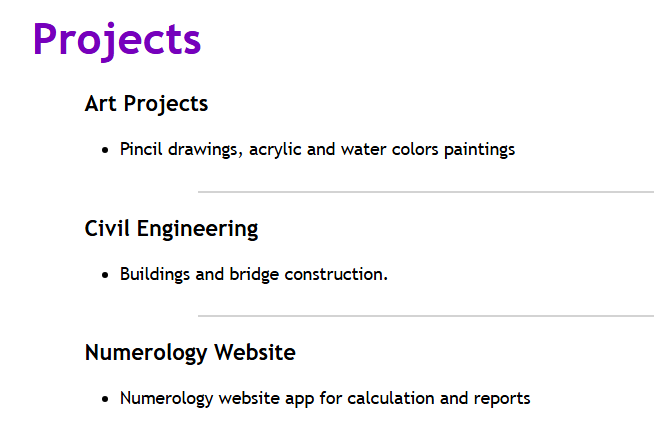 Projects
Art Projects
• Pincil drawings, acrylic and water colors paintings
Civil Engineering
• Buildings and bridge construction.
Numerology Website
• Numerology website app for calculation and reports